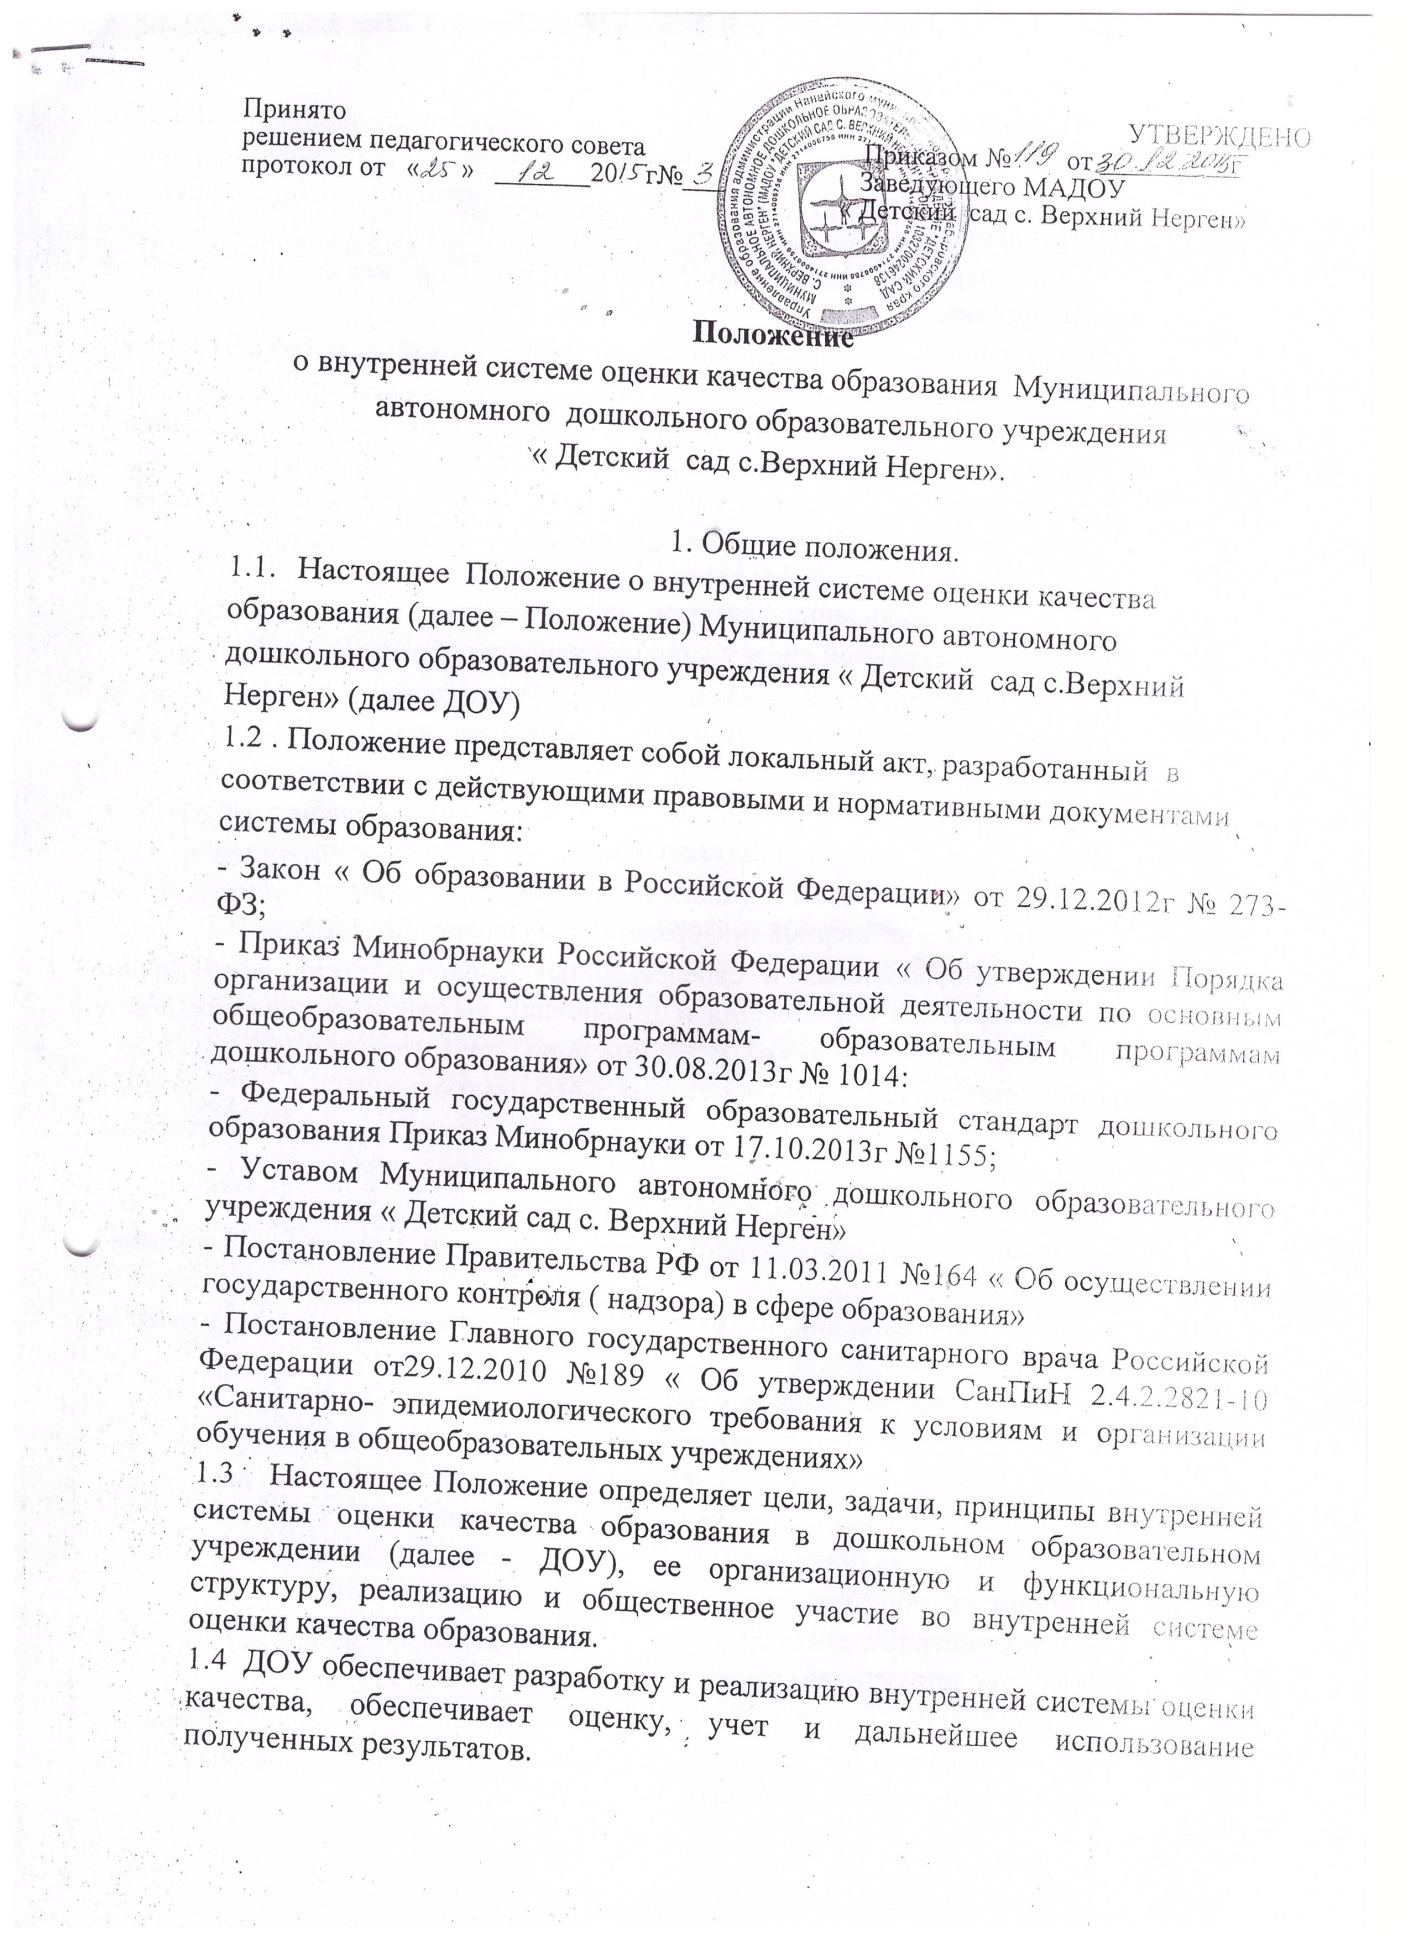 Принято
решением педагогического совета
протокол от «25» 12 2015г№ 3
УТВЕРЖДЕНО
Приказом №119 от 30.12.2015г
Заведующего МАДОУ
« Детский сад с. Верхний Нерген»
Положение
о внутренней системе оценки качества образования Муниципального
автономного дошкольного образовательного учреждения
« Детский сад с.Верхний Нерген».
1. Общие положения.
1.1. Настоящее Положение о внутренней системе оценки качества
образования (далее – Положение) Муниципального автономного
дошкольного образовательного учреждения « Детский сад с.Верхний
Нерген» (далее ДОУ)
1.2 . Положение представляет собой локальный акт, разработанный в
соответствии с действующими правовыми и нормативными документами
системы образования:
- Закон « Об образовании в Российской Федерации» от 29.12.2012г № 273-
ФЗ;
- Приказ Минобрнауки Российской Федерации « Об утверждении Порядка
организации и осуществления образовательной деятельности по основным
общеобразовательным программам- образовательным программам
дошкольного образования» от 30.08.2013г № 1014:
- Федеральный государственный образовательный стандарт дошкольного
образования Приказ Минобрнауки от 17.10.2013г №1155;
- Уставом Муниципального автономного дошкольного образовательного
учреждения « Детский сад с. Верхний Нерген»
- Постановление Правительства РФ от 11.03.2011 №164 « Об осуществлении
государственного контроля ( надзора) в сфере образования»
- Постановление Главного государственного санитарного врача Российской
Федерации от29.12.2010 №189 « Об утверждении СанПиН 2.4.2.2821-10
«Санитарно- эпидемиологического требования к условиям и организации
обучения в общеобразовательных учреждениях»
1.3 Настоящее Положение определяет цели, задачи, принципы внутренней
системы оценки качества образования в дошкольном образовательном
учреждении (далее - ДОУ), ее организационную и функциональную
структуру, реализацию и общественное участие во внутренней системе
оценки качества образования.
1.4 ДОУ обеспечивает разработку и реализацию внутренней системы оценки
качества, обеспечивает оценку, учет и дальнейшее использование
полученных результатов.